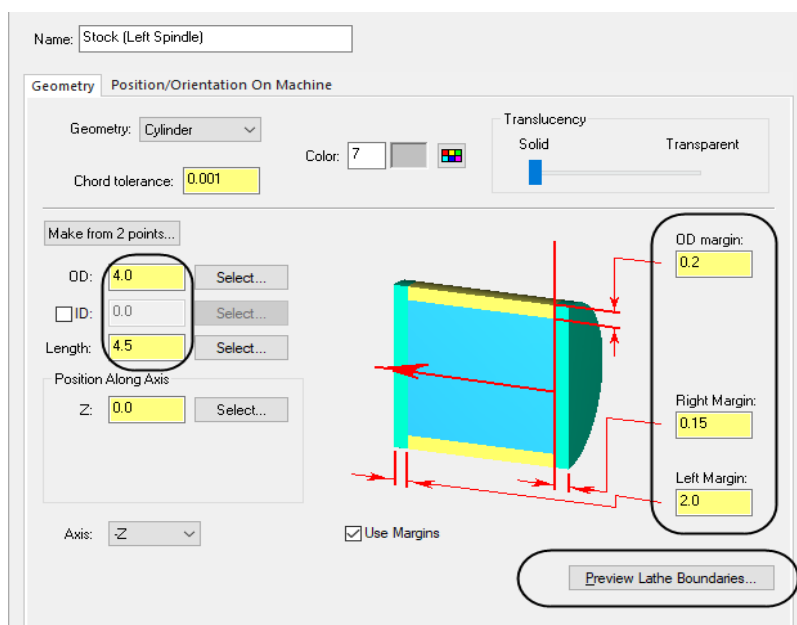 Name: Stock (Left Spindle)
Geometry Position/Orientation On Machine
Geometry: Cylinder
Color: 7
Translucency
Solid Transparent
Chord tolerance: 0.001
Make from 2 points...
OD: 4.0 Select...
ID: 0.0 Select...
Length: 4.5 Select...
Position Along Axis
Z: 0.0 Select...
OD margin:
0.2
Right Margin:
0.15
Left Margin:
2.0
Axis: -Z
Use Margins
Preview Lathe Boundaries...